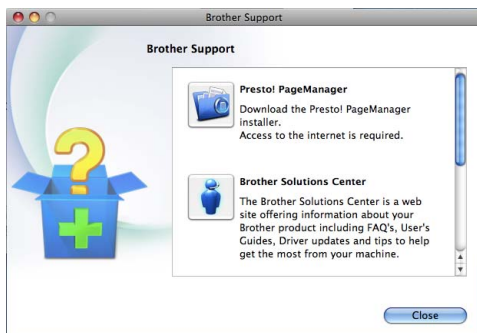 Brother Support
Brother Support
Presto! PageManager
Download the Presto! PageManager
installer.
Access to the internet is required.
Brother Solutions Center
The Brother Solutions Center is a web
site offering information about your
Brother product including FAQ's, User's
Guides, Driver updates and tips to help
get the most from your machine.
Close